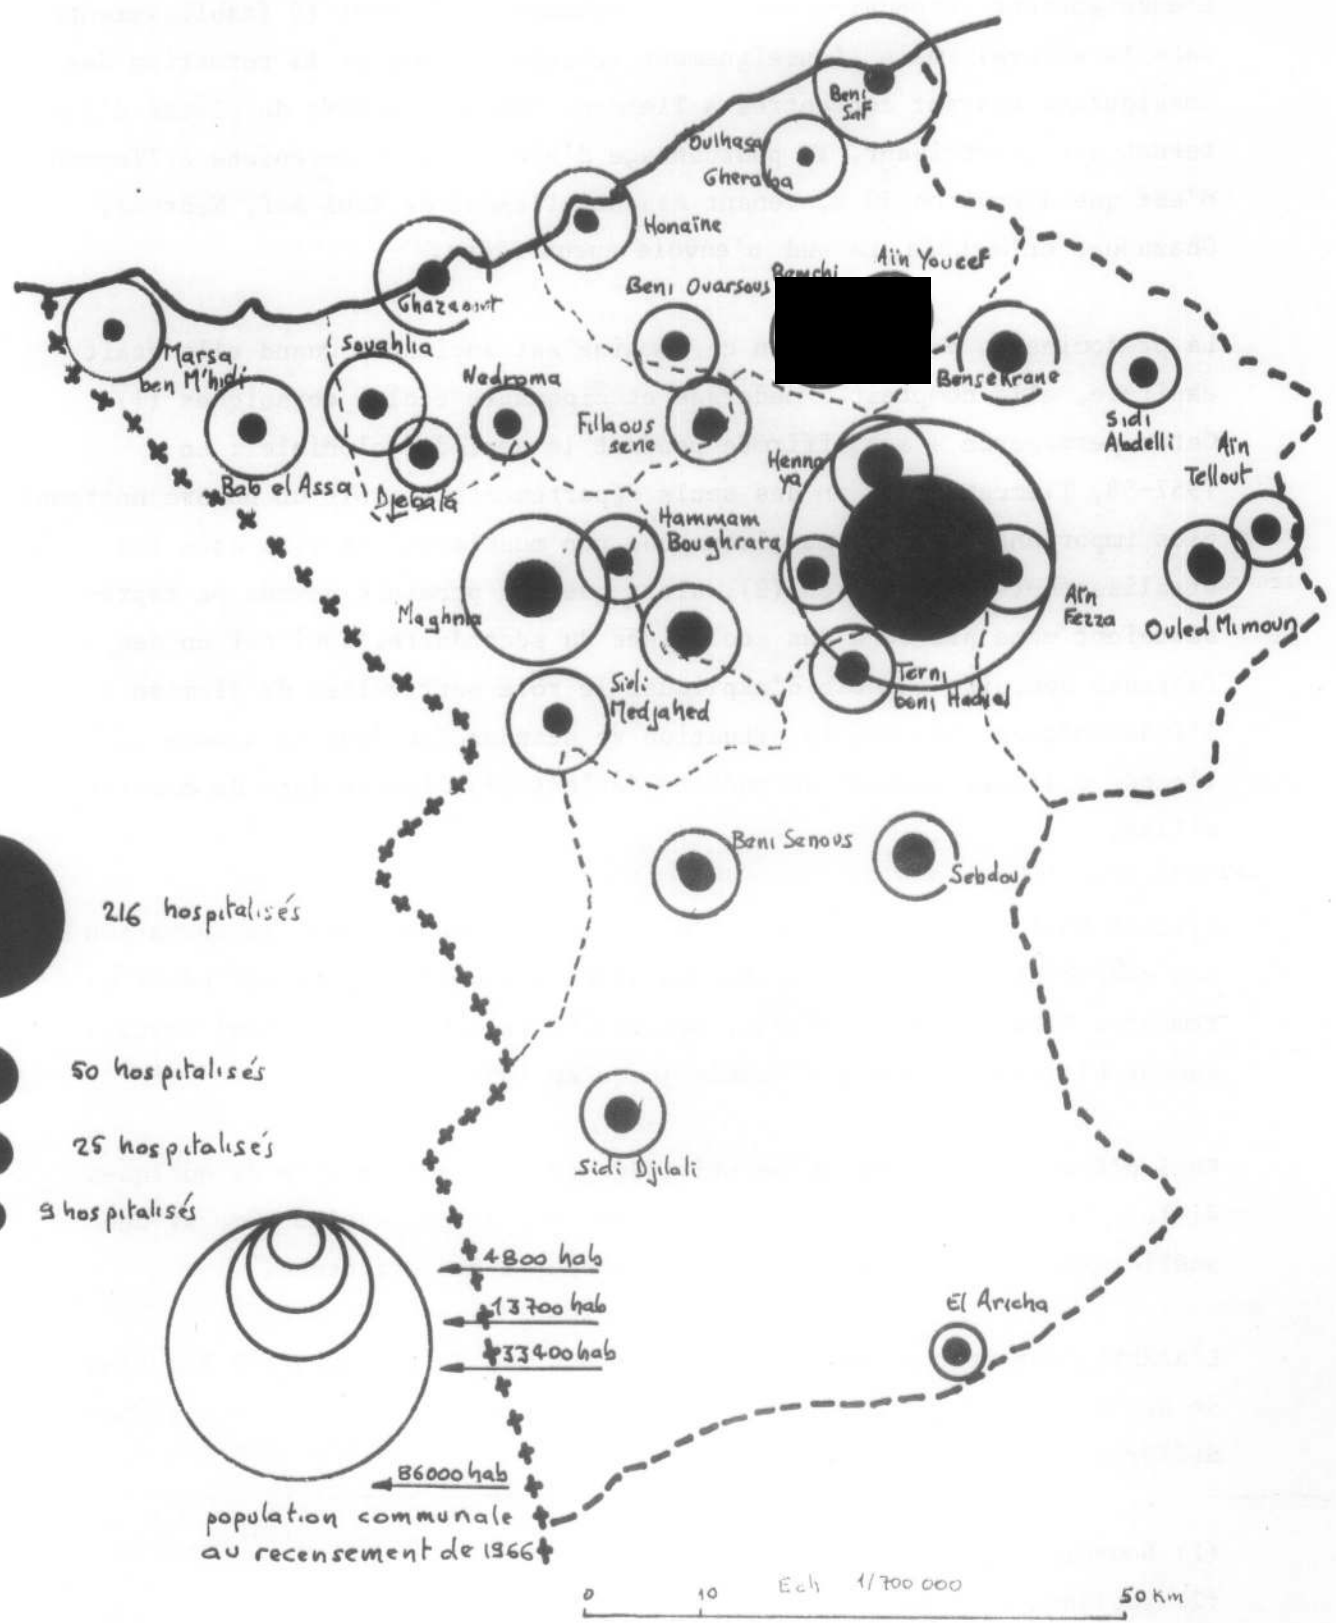 Beni
Saf
Oulhaça
Gheraba
Honaïne
Aïn Youcef
Beni Ouarsous
Ghazaouet
Marsa
ben M'hidi
Souahlia
Nedroma
Bensekrane
Sidi
Abdelli
Fillaous
sene
Bab el Assa
Djebala
Henna
ya
Aïn
Tellout
Hammam
Boughrara
Maghnia
Aïn
Fezza
Ouled Mimoun
Sidi
Medjahed
Terni
beni Hadiel
Beni Senous
Sebdou
216 hospitalisés
50 hospitalisés
25 hospitalisés
9 hospitalisés
Sidi Djilali
4800 hab
13700 hab
33400 hab
86000 hab
El Aricha
population communale
au recensement de 1966
Ech 1/700 000
0 10 50 Km